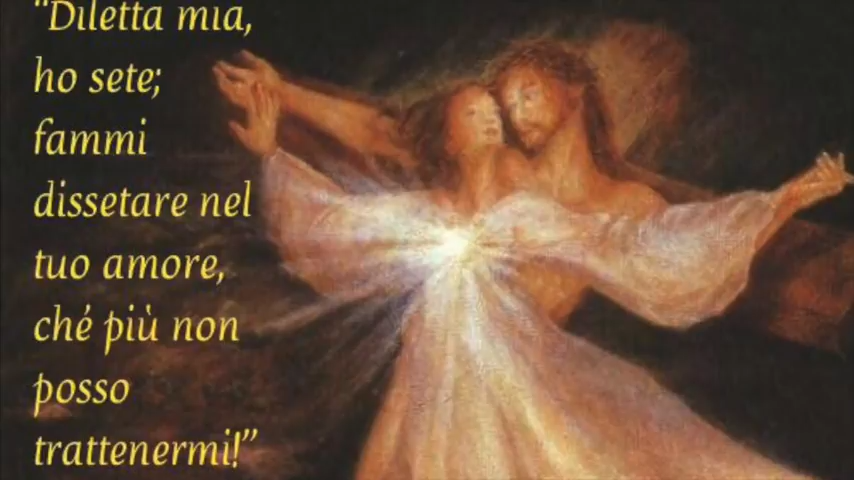 “Diletta mia,
ho sete;
fammi
dissetare nel
tuo amore,
ché più non
posso
trattenermi!”